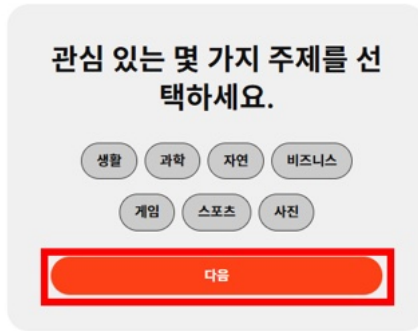 관심 있는 몇 가지 주제를 선
택하세요.
생활 과학 자연 비즈니스
게임 스포츠 사진
다음